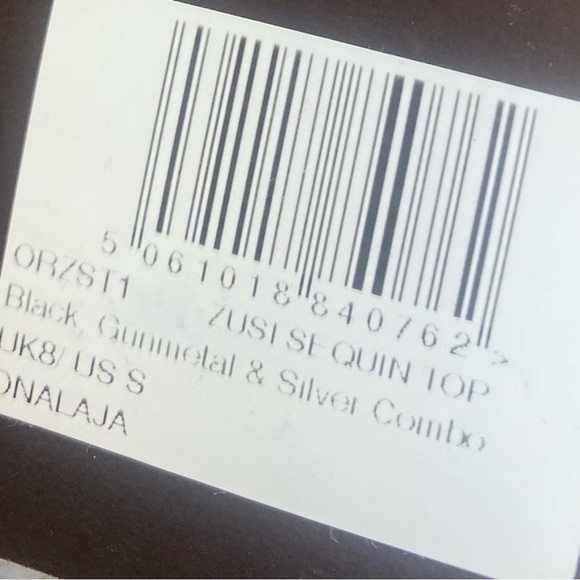 5 061018 840762 >
ORZST1 ZUSI SEQUIN TOP
Black, Gunmetal & Silver Combo
UK8/ US S
ONALAJA